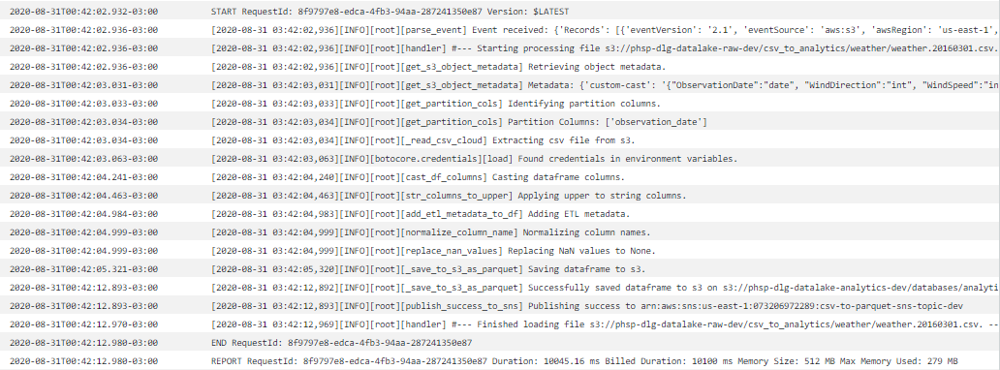 2020-08-31T00:42:02.932-03:00 START RequestId: 8f9797e8-edca-4fb3-94aa-287241350e87 Version: $LATEST
2020-08-31T00:42:02.936-03:00 [2020-08-31 03:42:02,936][INFO][root][parse_event] Event received: {'Records': [{'eventVersion': '2.1', 'eventSource': 'aws:s3', 'awsRegion': 'us-east-1',
2020-08-31T00:42:02.936-03:00 [2020-08-31 03:42:02,936][INFO][root][handler] #--- Starting processing file s3://phsp-dlg-datalake-raw-dev/csv_to_analytics/weather/weather.20160301.csv.
2020-08-31T00:42:02.936-03:00 [2020-08-31 03:42:02,936][INFO][root][get_s3_object_metadata] Retrieving object metadata.
2020-08-31T00:42:03.031-03:00 [2020-08-31 03:42:03,031][INFO][root][get_s3_object_metadata] Metadata: {'custom-cast': '{"ObservationDate":"date", "WindDirection":"int", "WindSpeed":"in
2020-08-31T00:42:03.033-03:00 [2020-08-31 03:42:03,033][INFO][root][get_partition_cols] Identifying partition columns.
2020-08-31T00:42:03.034-03:00 [2020-08-31 03:42:03,034][INFO][root][get_partition_cols] Partition Columns: ['observation_date']
2020-08-31T00:42:03.034-03:00 [2020-08-31 03:42:03,034][INFO][root][_read_csv_cloud] Extracting csv file from s3.
2020-08-31T00:42:03.063-03:00 [2020-08-31 03:42:03,063][INFO][botocore.credentials][load] Found credentials in environment variables.
2020-08-31T00:42:04.241-03:00 [2020-08-31 03:42:04,240][INFO][root][cast_df_columns] Casting dataframe columns.
2020-08-31T00:42:04.463-03:00 [2020-08-31 03:42:04,463][INFO][root][str_columns_to_upper] Applying upper to string columns.
2020-08-31T00:42:04.984-03:00 [2020-08-31 03:42:04,983][INFO][root][add_etl_metadata_to_df] Adding ETL metadata.
2020-08-31T00:42:04.999-03:00 [2020-08-31 03:42:04,999][INFO][root][normalize_column_name] Normalizing column names.
2020-08-31T00:42:04.999-03:00 [2020-08-31 03:42:04,999][INFO][root][replace_nan_values] Replacing NaN values to None.
2020-08-31T00:42:05.321-03:00 [2020-08-31 03:42:05,320][INFO][root][_save_to_s3_as_parquet] Saving dataframe to s3.
2020-08-31T00:42:12.893-03:00 [2020-08-31 03:42:12,892][INFO][root][_save_to_s3_as_parquet] Successfully saved dataframe to s3 on s3://phsp-dlg-datalake-analytics-dev/databases/analyti
2020-08-31T00:42:12.893-03:00 [2020-08-31 03:42:12,893][INFO][root][publish_success_to_sns] Publishing success to arn:aws:sns:us-east-1:073206972289:csv-to-parquet-sns-topic-dev
2020-08-31T00:42:12.970-03:00 [2020-08-31 03:42:12,969][INFO][root][handler] #--- Finished loading file s3://phsp-dlg-datalake-raw-dev/csv_to_analytics/weather/weather.20160301.csv. --
2020-08-31T00:42:12.980-03:00 END RequestId: 8f9797e8-edca-4fb3-94aa-287241350e87
2020-08-31T00:42:12.980-03:00 REPORT RequestId: 8f9797e8-edca-4fb3-94aa-287241350e87 Duration: 10045.16 ms Billed Duration: 10100 ms Memory Size: 512 MB Max Memory Used: 279 MB